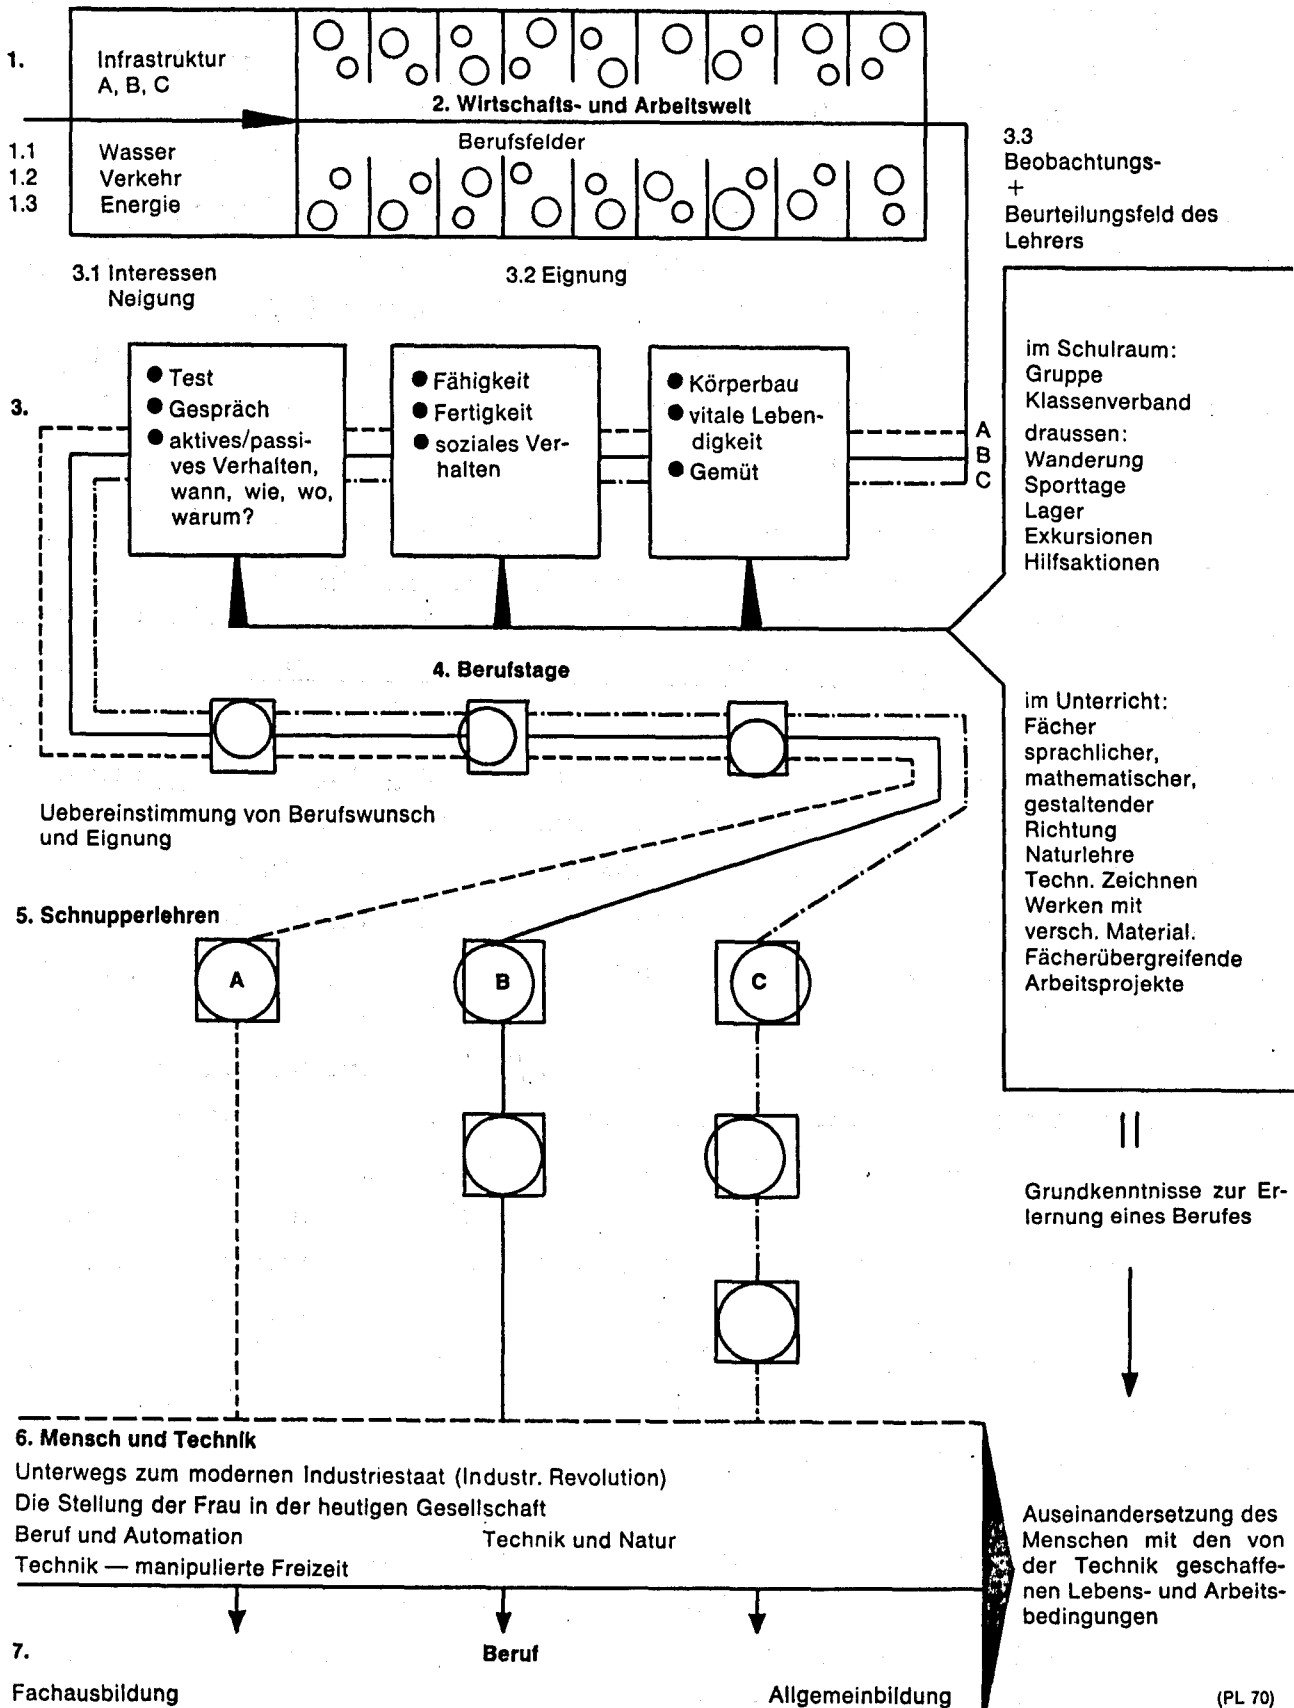 1.
Infrastruktur
A, B, C
2. Wirtschafts- und Arbeitswelt
Berufsfelder
1.1 Wasser
1.2 Verkehr
1.3 Energie
3.3
Beobachtungs-
+
Beurteilungsfeld des
Lehrers
3.1 Interessen
Neigung
3.2 Eignung
3.
● Test
● Gespräch
● aktives/passi-
ves Verhalten,
wann, wie, wo,
warum?
● Fähigkeit
● Fertigkeit
● soziales Ver-
halten
● Körperbau
● vitale Leben-
digkeit
● Gemüt
A
B
C
im Schulraum:
Gruppe
Klassenverband
draussen:
Wanderung
Sporttage
Lager
Exkursionen
Hilfsaktionen
4. Berufstage
im Unterricht:
Fächer
sprachlicher,
mathematischer,
gestaltender
Richtung
Naturlehre
Techn. Zeichnen
Werken mit
versch. Material.
Fächerübergreifende
Arbeitsprojekte
Uebereinstimmung von Berufswunsch
und Eignung
5. Schnupperlehren
A
B
C
Grundkenntnisse zur Er-
lernung eines Berufes
6. Mensch und Technik
Unterwegs zum modernen Industriestaat (Industr. Revolution)
Die Stellung der Frau in der heutigen Gesellschaft
Beruf und Automation Technik und Natur
Technik — manipulierte Freizeit
Auseinandersetzung des
Menschen mit den von
der Technik geschaffe-
nen Lebens- und Arbeits-
bedingungen
7.
Beruf
Fachausbildung Allgemeinbildung
(PL 70)